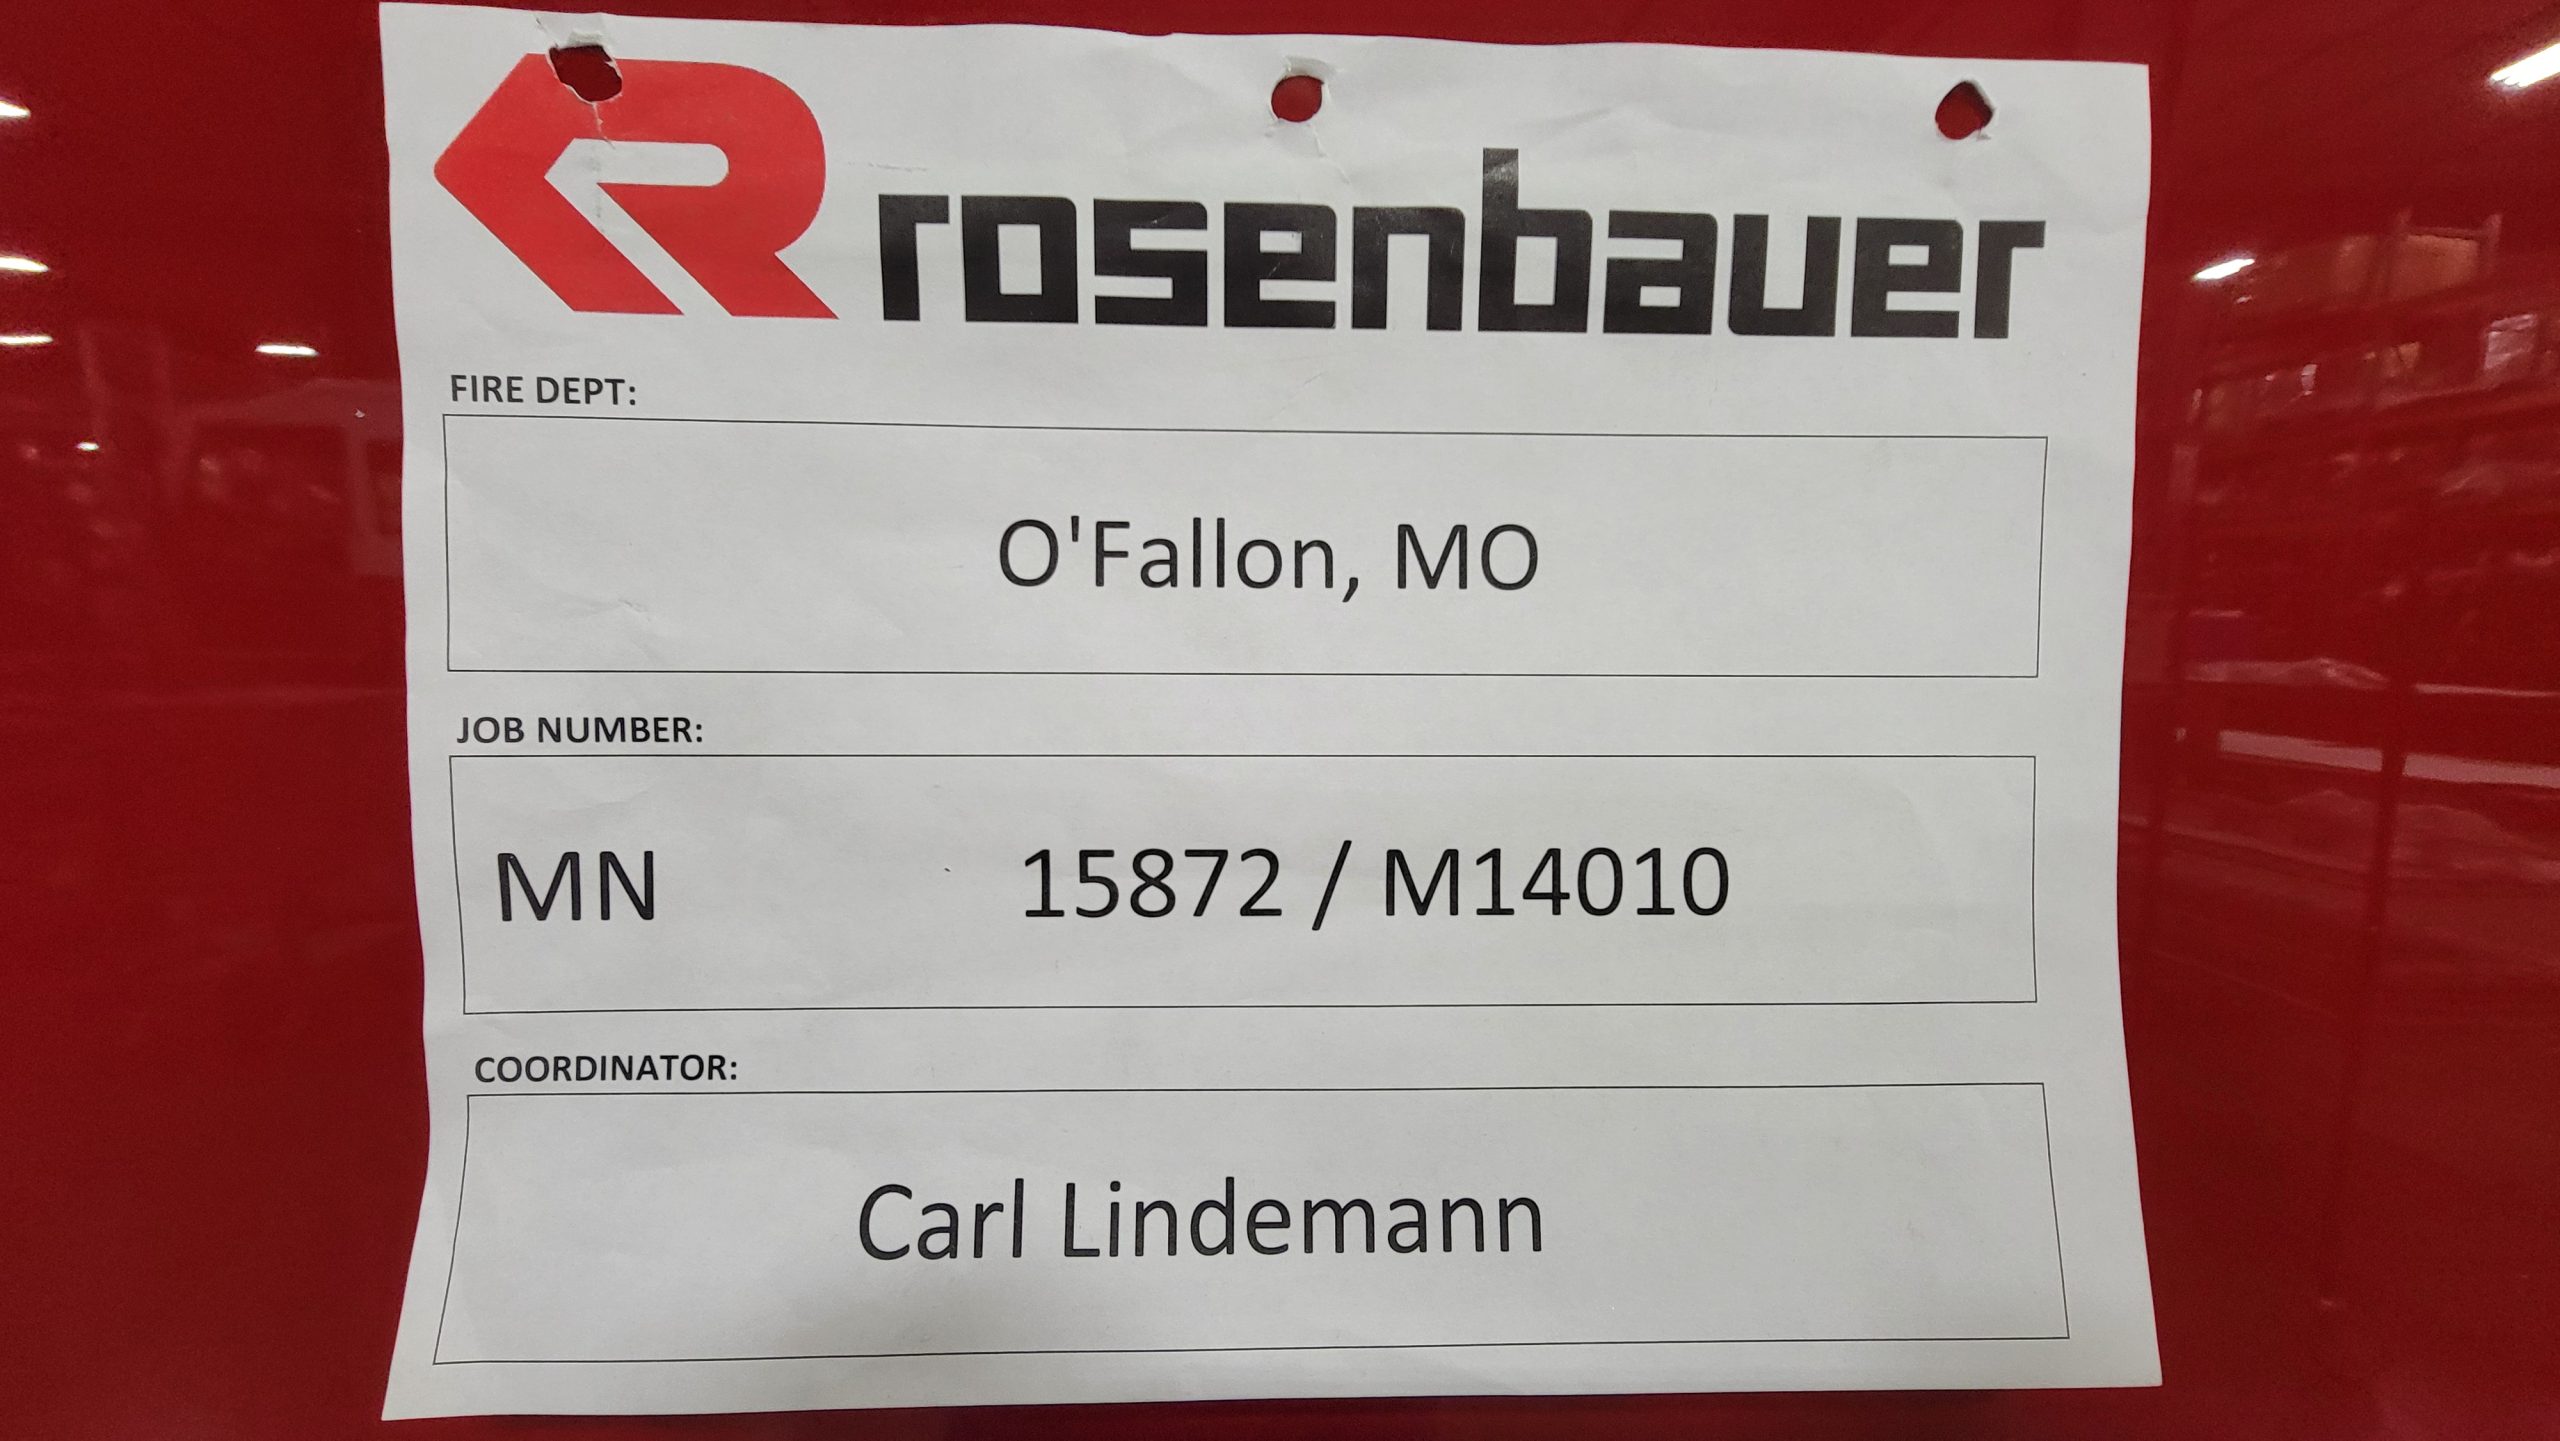 rosenbauer
FIRE DEPT:
O'Fallon, MO
JOB NUMBER:
MN 15872 / M14010
COORDINATOR:
Carl Lindemann